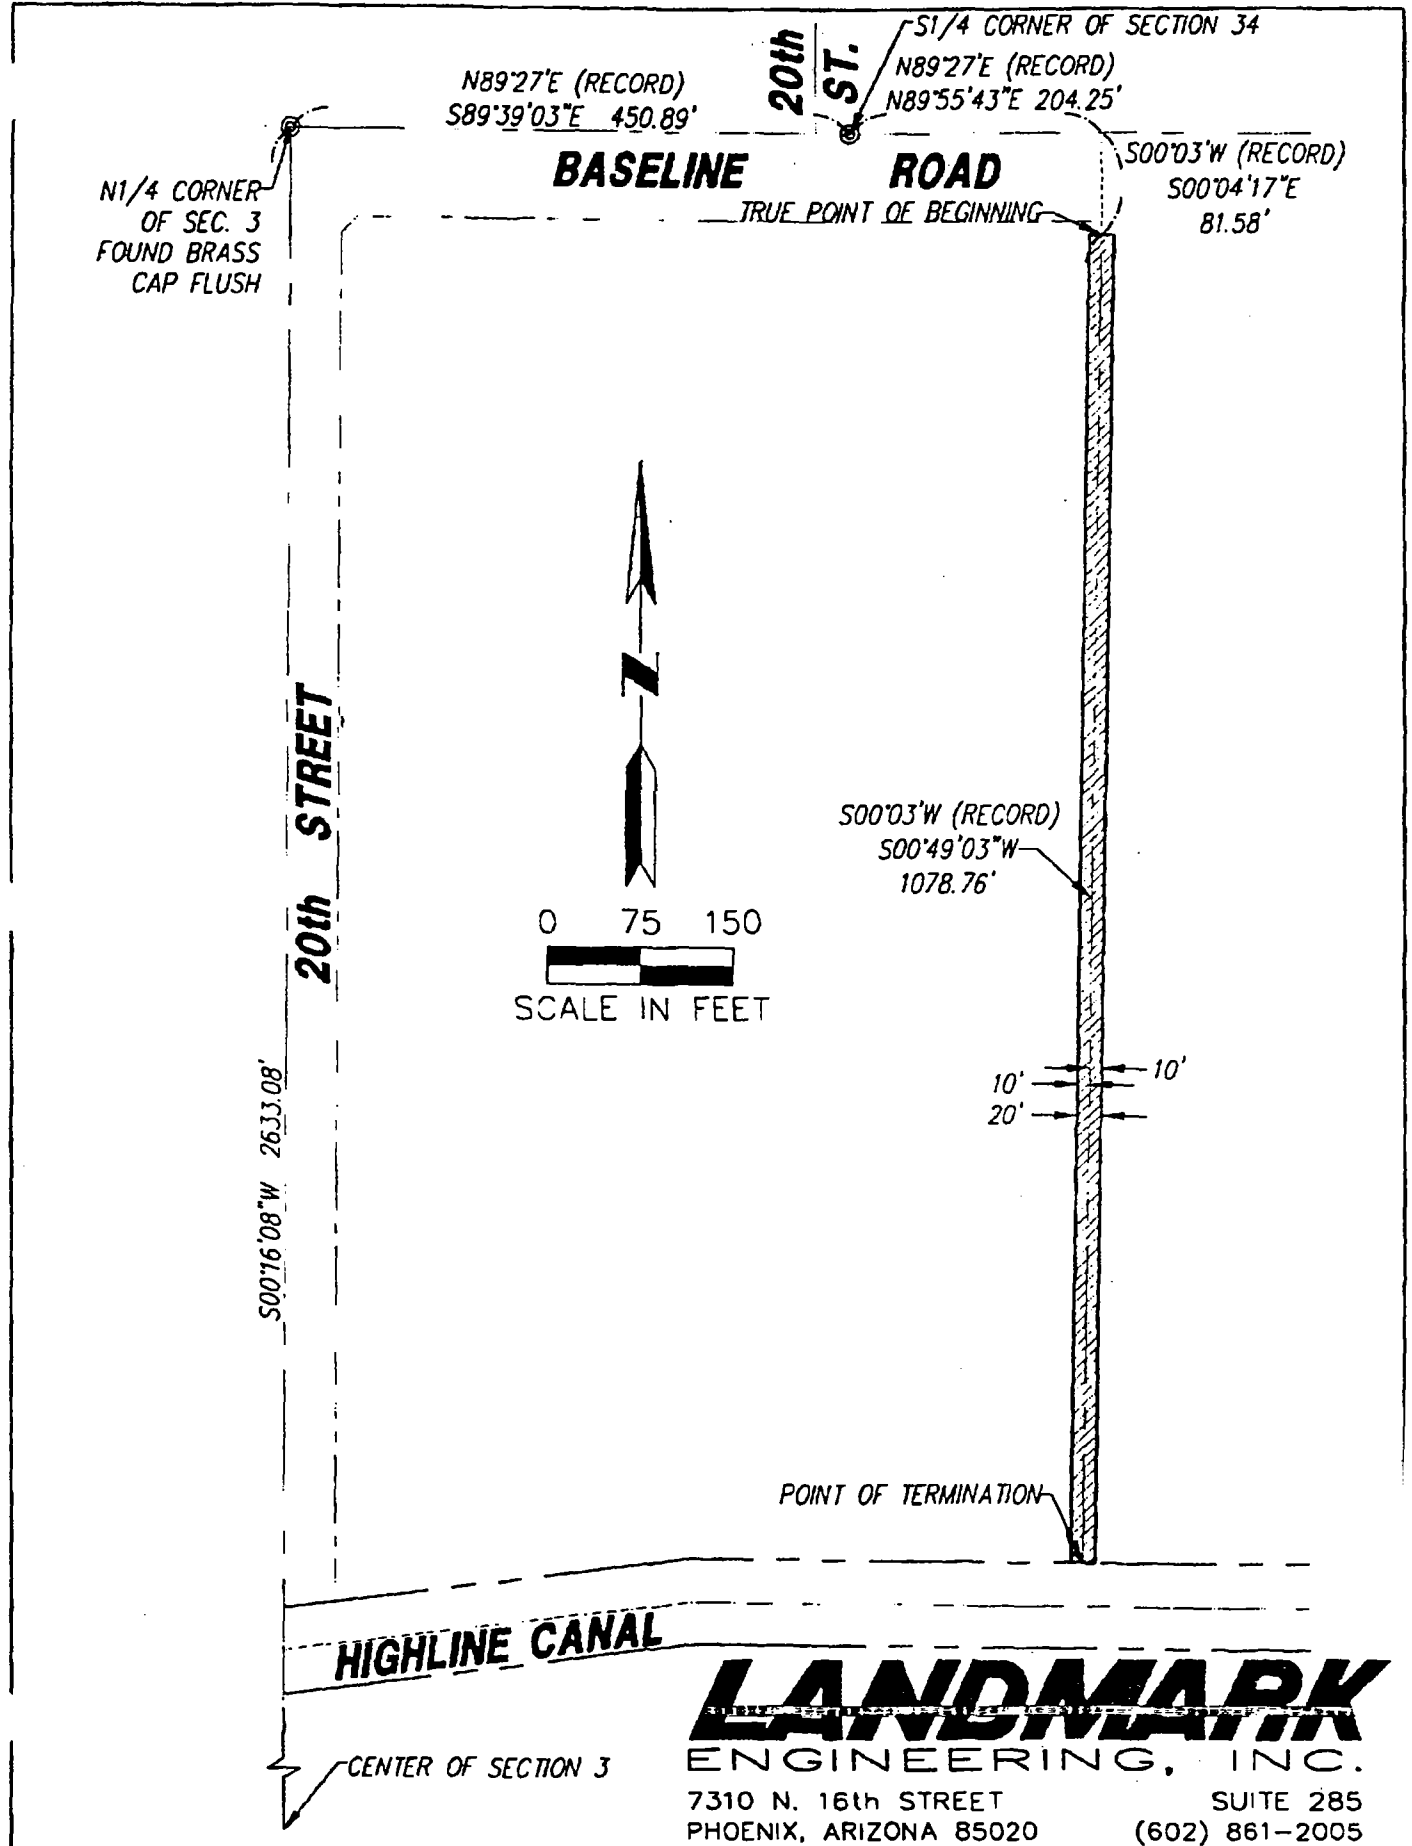 20th
ST.
S1/4 CORNER OF SECTION 34
N89°27'E (RECORD)
S89°39'03"E 450.89'
N89°27'E (RECORD)
N89°55'43"E 204.25'
BASELINE ROAD
S00°03'W (RECORD)
S00°04'17"E
81.58'
N1/4 CORNER
OF SEC. 3
FOUND BRASS
CAP FLUSH
TRUE POINT OF BEGINNING
20th STREET
N
S00°03'W (RECORD)
S00°49'03"W
1078.76'
0 75 150
SCALE IN FEET
10'
10'
20'
S00°16'08"W 2633.08'
POINT OF TERMINATION
HIGHLINE CANAL
CENTER OF SECTION 3
LANDMARK
ENGINEERING, INC.
7310 N. 16th STREET SUITE 285
PHOENIX, ARIZONA 85020 (602) 861-2005